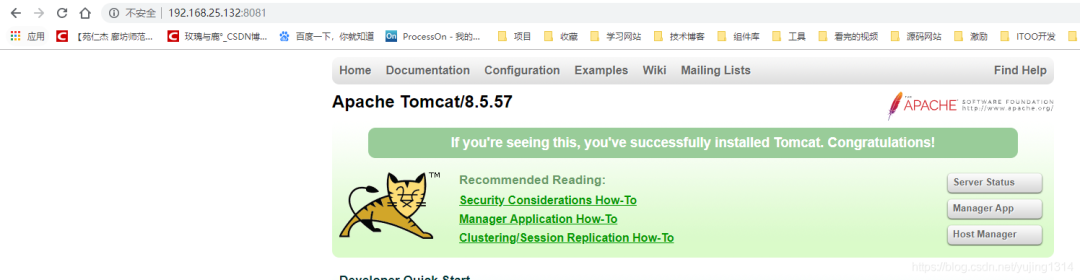 不安全 | 192.168.25.132:8081
应用 【苑仁杰 廊坊师范... 玫瑰与鹿°_CSDN博... 百度一下，你就知道 ProcessOn - 我的... 项目 收藏 学习网站 技术博客 组件库 工具 看完的视频 源码网站 激励 ITOO开发
Home Documentation Configuration Examples Wiki Mailing Lists Find Help
Apache Tomcat/8.5.57
THE APACHE SOFTWARE FOUNDATION
http://www.apache.org/
If you're seeing this, you've successfully installed Tomcat. Congratulations!
TM
Recommended Reading:
Security Considerations How-To
Manager Application How-To
Clustering/Session Replication How-To
Server Status
Manager App
Host Manager
Developer Quick Start
https://blog.csdn.net/yujing1314